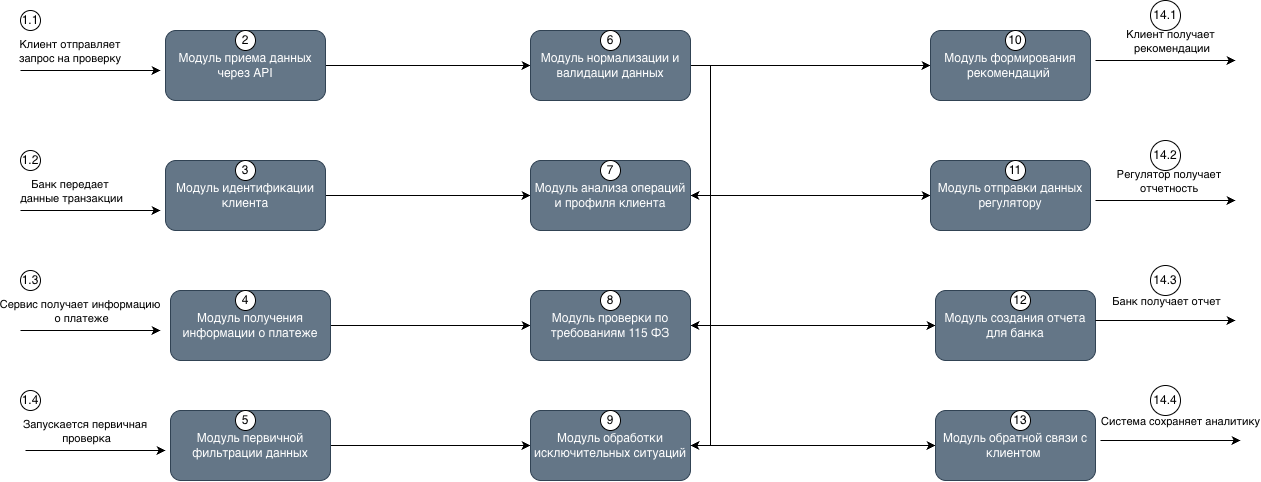 1.1
Клиент отправляет
запрос на проверку
2
Модуль приема данных
через API
6
Модуль нормализации и
валидации данных
10
Модуль формирования
рекомендаций
14.1
Клиент получает
рекомендации
1.2
Банк передает
данные транзакции
3
Модуль идентификации
клиента
7
Модуль анализа операций
и профиля клиента
11
Модуль отправки данных
регулятору
14.2
Регулятор получает
отчетность
1.3
Сервис получает информацию
о платеже
4
Модуль получения
информации о платеже
8
Модуль проверки по
требованиям 115 ФЗ
12
Модуль создания отчета
для банка
14.3
Банк получает отчет
1.4
Запускается первичная
проверка
5
Модуль первичной
фильтрации данных
9
Модуль обработки
исключительных ситуаций
13
Модуль обратной связи с
клиентом
14.4
Система сохраняет аналитику